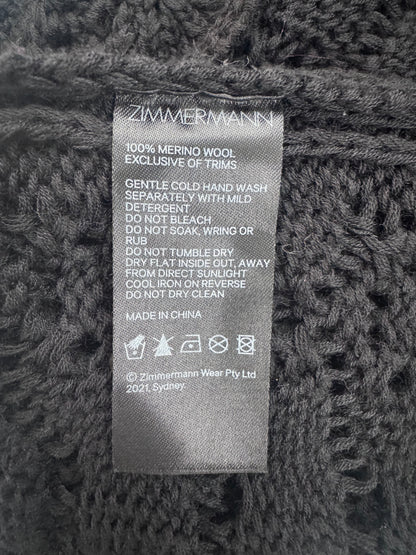 ZIMMERMANN
100% MERINO WOOL
EXCLUSIVE OF TRIMS
GENTLE COLD HAND WASH
SEPARATELY WITH MILD
DETERGENT
DO NOT BLEACH
DO NOT SOAK, WRING OR
RUB
DO NOT TUMBLE DRY
DRY FLAT INSIDE OUT, AWAY
FROM DIRECT SUNLIGHT
COOL IRON ON REVERSE
DO NOT DRY CLEAN
MADE IN CHINA
© Zimmermann Wear Pty Ltd
2021, Sydney.